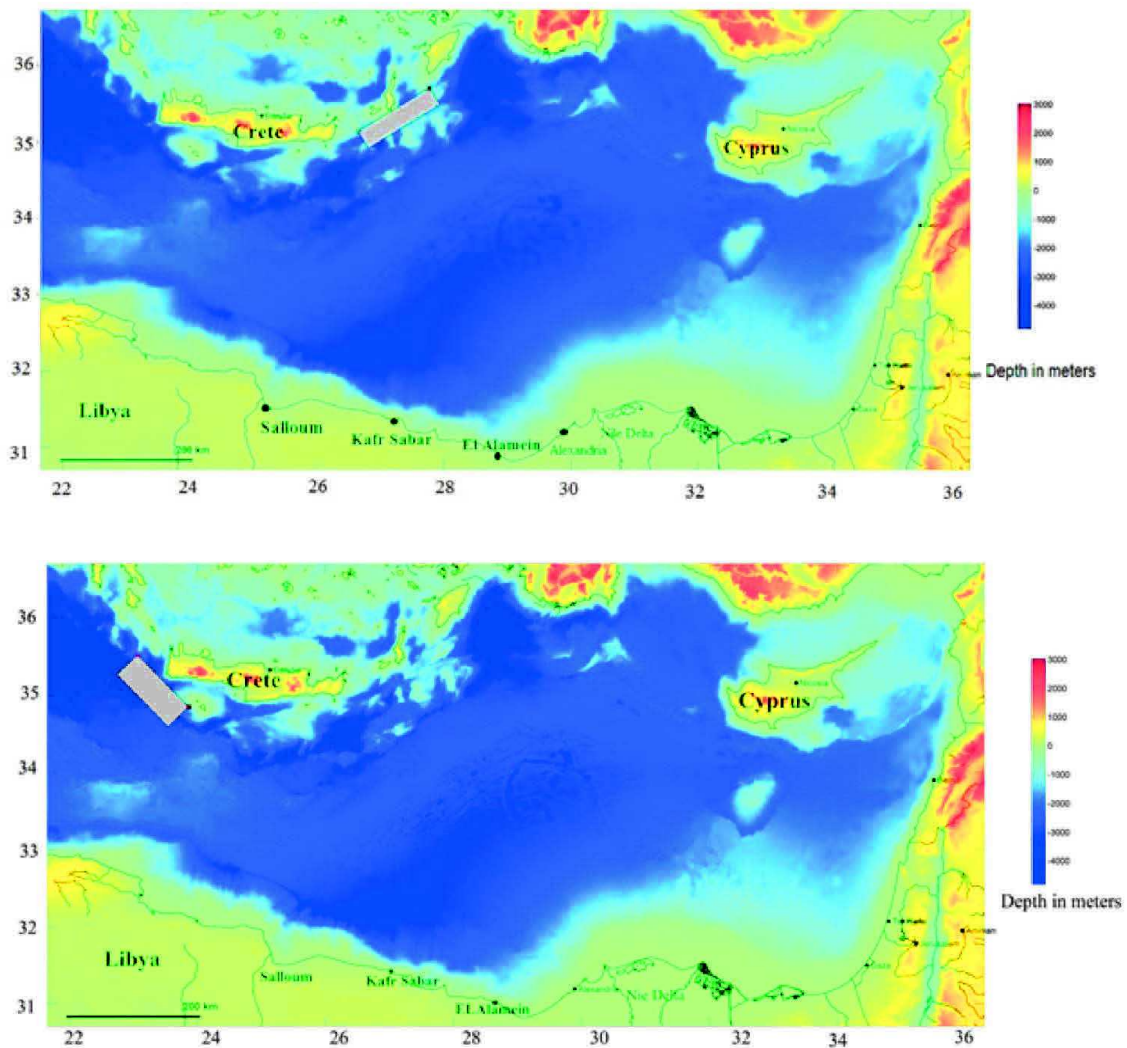 36
35
34
33
32
31
Crete
Cyprus
3000
2000
1000
0
-1000
-2000
-3000
-4000
Depth in meters
Libya
Salloum
Kafr Sabar
El-Alamein
Alexandria
Nile Delta
Gaza
22 24 26 28 30 32 34 36
36
35
34
33
32
31
Crete
Cyprus
3000
2000
1000
0
-1000
-2000
-3000
-4000
Depth in meters
Libya
Salloum
Kafr Sabar
El-Alamein
Nile Delta
200 km
22 24 26 28 30 32 34 36